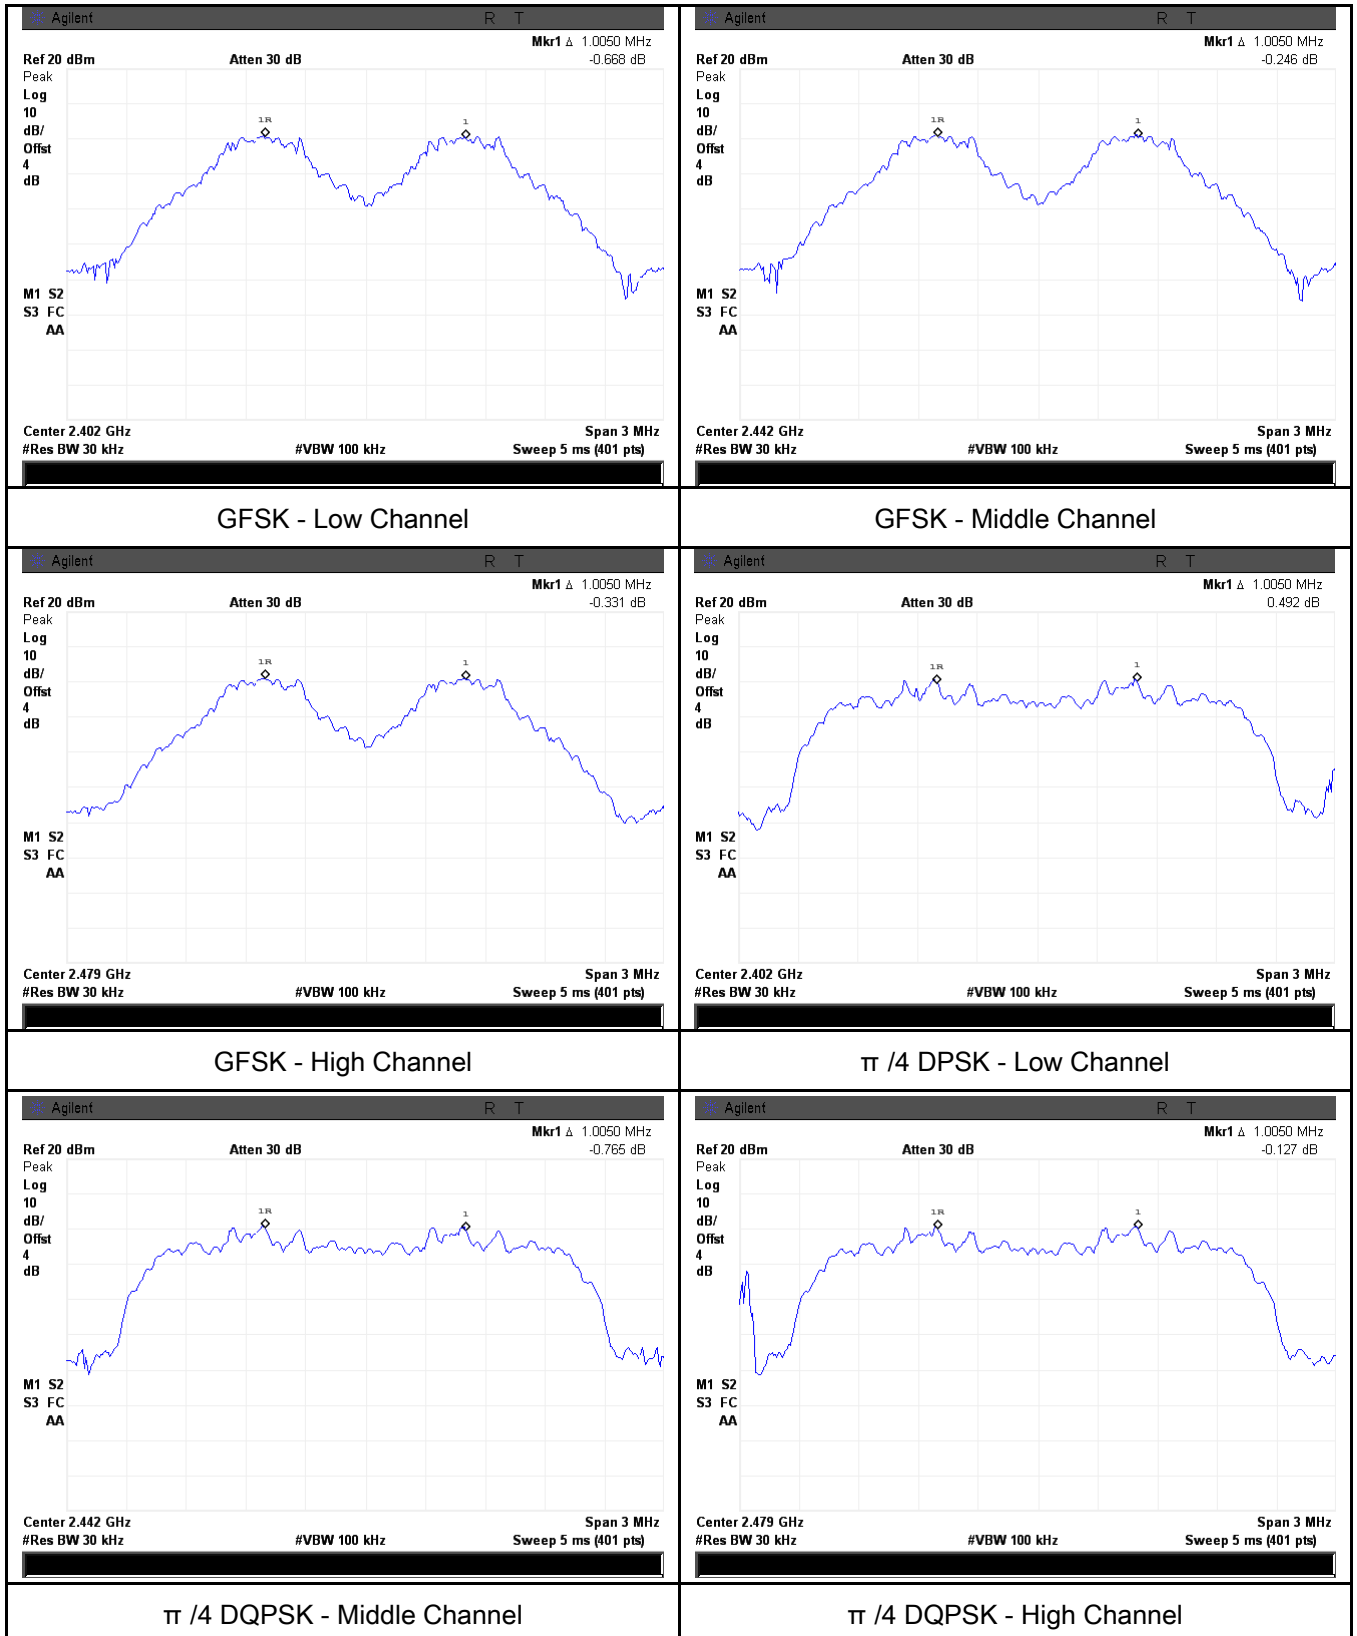 Agilent R T
Mkr1 Δ 1.0050 MHz
Ref 20 dBm Atten 30 dB -0.668 dB
Peak
Log
10
dB/
Offst
4
dB
1R 1
M1 S2
S3 FC
AA
Center 2.402 GHz Span 3 MHz
#Res BW 30 kHz #VBW 100 kHz Sweep 5 ms (401 pts)
GFSK - Low Channel
Agilent R T
Mkr1 Δ 1.0050 MHz
Ref 20 dBm Atten 30 dB -0.246 dB
Peak
Log
10
dB/
Offst
4
dB
1R 1
M1 S2
S3 FC
AA
Center 2.442 GHz Span 3 MHz
#Res BW 30 kHz #VBW 100 kHz Sweep 5 ms (401 pts)
GFSK - Middle Channel
Agilent R T
Mkr1 Δ 1.0050 MHz
Ref 20 dBm Atten 30 dB -0.331 dB
Peak
Log
10
dB/
Offst
4
dB
1R 1
M1 S2
S3 FC
AA
Center 2.479 GHz Span 3 MHz
#Res BW 30 kHz #VBW 100 kHz Sweep 5 ms (401 pts)
GFSK - High Channel
Agilent R T
Mkr1 Δ 1.0050 MHz
Ref 20 dBm Atten 30 dB 0.492 dB
Peak
Log
10
dB/
Offst
4
dB
1R 1
M1 S2
S3 FC
AA
Center 2.402 GHz Span 3 MHz
#Res BW 30 kHz #VBW 100 kHz Sweep 5 ms (401 pts)
π /4 DPSK - Low Channel
Agilent R T
Mkr1 Δ 1.0050 MHz
Ref 20 dBm Atten 30 dB -0.765 dB
Peak
Log
10
dB/
Offst
4
dB
1R 1
M1 S2
S3 FC
AA
Center 2.442 GHz Span 3 MHz
#Res BW 30 kHz #VBW 100 kHz Sweep 5 ms (401 pts)
π /4 DQPSK - Middle Channel
Agilent R T
Mkr1 Δ 1.0050 MHz
Ref 20 dBm Atten 30 dB -0.127 dB
Peak
Log
10
dB/
Offst
4
dB
1R 1
M1 S2
S3 FC
AA
Center 2.479 GHz Span 3 MHz
#Res BW 30 kHz #VBW 100 kHz Sweep 5 ms (401 pts)
π /4 DQPSK - High Channel